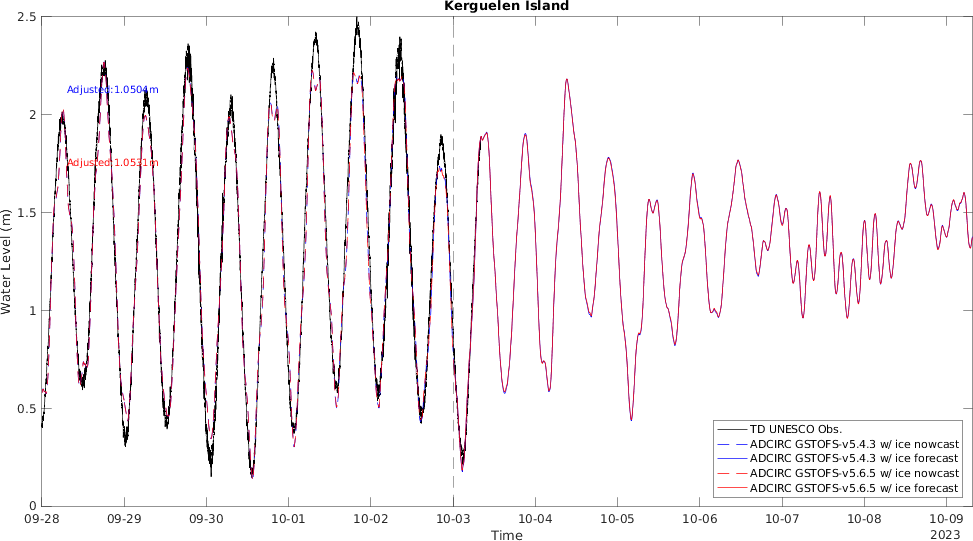 Kerguelen Island
2.5
2
1.5
1
0.5
0
Water Level (m)
Adjusted:1.0504m
Adjusted:1.0531m
TD UNESCO Obs.
ADCIRC GSTOFS-v5.4.3 w/ ice nowcast
ADCIRC GSTOFS-v5.4.3 w/ ice forecast
ADCIRC GSTOFS-v5.6.5 w/ ice nowcast
ADCIRC GSTOFS-v5.6.5 w/ ice forecast
09-28 09-29 09-30 10-01 10-02 10-03 10-04 10-05 10-06 10-07 10-08 10-09
Time 2023